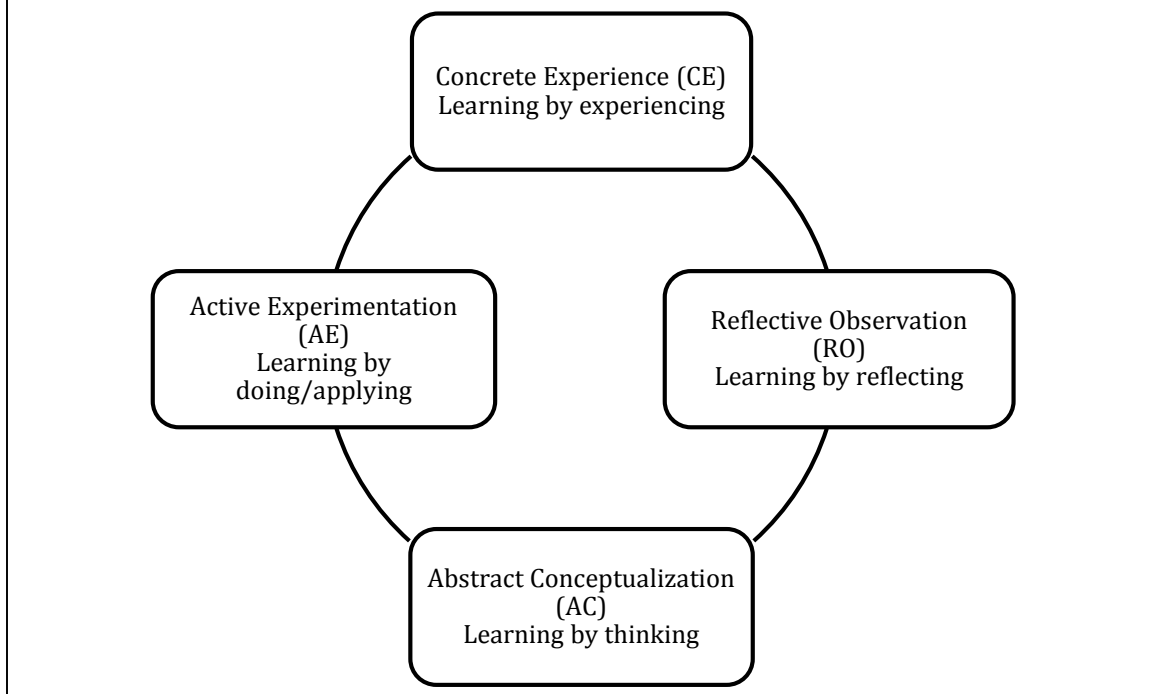 Concrete Experience (CE)
Learning by experiencing
Active Experimentation
(AE)
Learning by
doing/applying
Reflective Observation
(RO)
Learning by reflecting
Abstract Conceptualization
(AC)
Learning by thinking